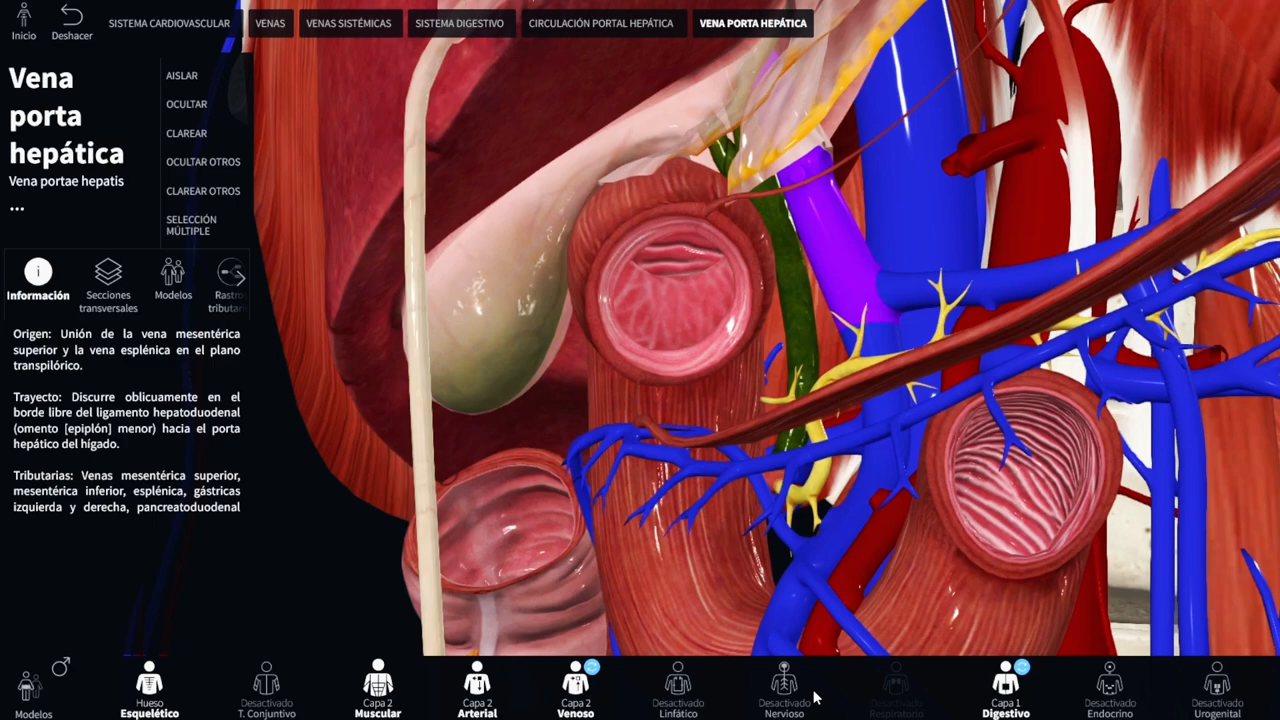 Inicio
Deshacer
SISTEMA CARDIOVASCULAR
VENAS
VENAS SISTÉMICAS
SISTEMA DIGESTIVO
CIRCULACIÓN PORTAL HEPÁTICA
VENA PORTA HEPÁTICA
Vena
porta
hepática
Vena portae hepatis
...
AISLAR
OCULTAR
CLAREAR
OCULTAR OTROS
CLAREAR OTROS
SELECCIÓN
MÚLTIPLE
Información
Secciones
transversales
Modelos
Origen: Unión de la vena mesentérica
superior y la vena esplénica en el plano
transpilórico.
Trayecto: Discurre oblicuamente en el
borde libre del ligamento hepatoduodenal
(omento [epiplón] menor) hacia el porta
hepático del hígado.
Tributarias: Venas mesentérica superior,
mesentérica inferior, esplénica, gástricas
izquierda y derecha, pancreatoduodenal
Modelos
Hueso
Esquelético
Desactivado
T. Conjuntivo
Capa 2
Muscular
Capa 2
Arterial
Capa 2
Venoso
Desactivado
Linfático
Desactivado
Nervioso
Desactivado
Respiratorio
Capa 1
Digestivo
Desactivado
Endocrino
Desactivado
Urogenital